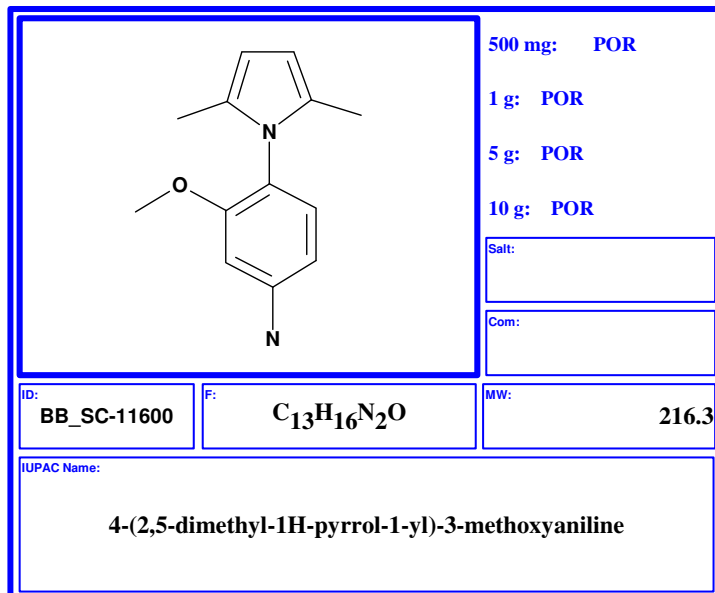 N
O
N
500 mg: POR
1 g: POR
5 g: POR
10 g: POR
Salt:
Com:
ID:
BB_SC-11600
F:
C13H16N2O
MW:
216.3
IUPAC Name:
4-(2,5-dimethyl-1H-pyrrol-1-yl)-3-methoxyaniline